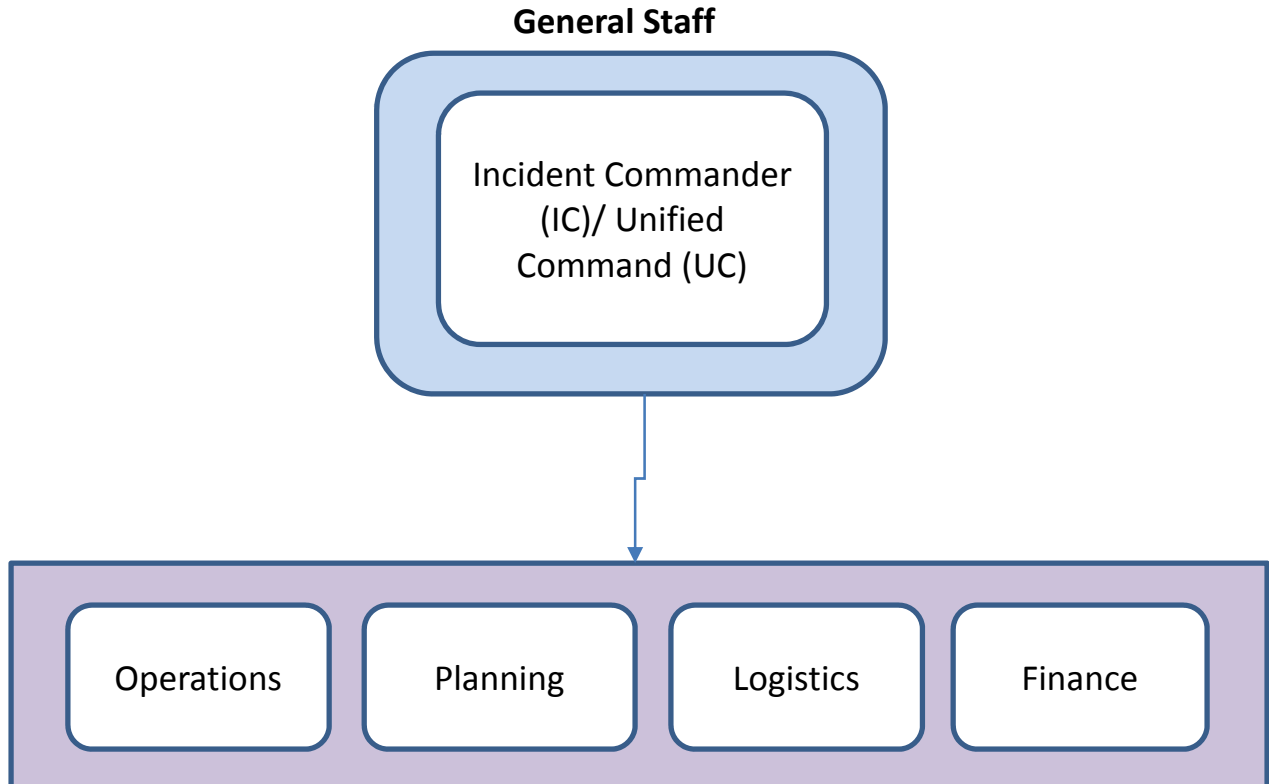 General Staff
Incident Commander
(IC)/ Unified
Command (UC)
Operations
Planning
Logistics
Finance